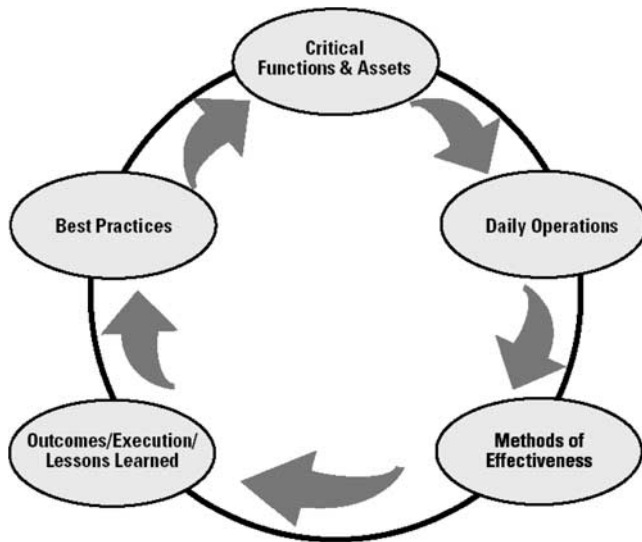 Critical
Functions & Assets
Daily Operations
Methods of
Effectiveness
Outcomes/Execution/
Lessons Learned
Best Practices